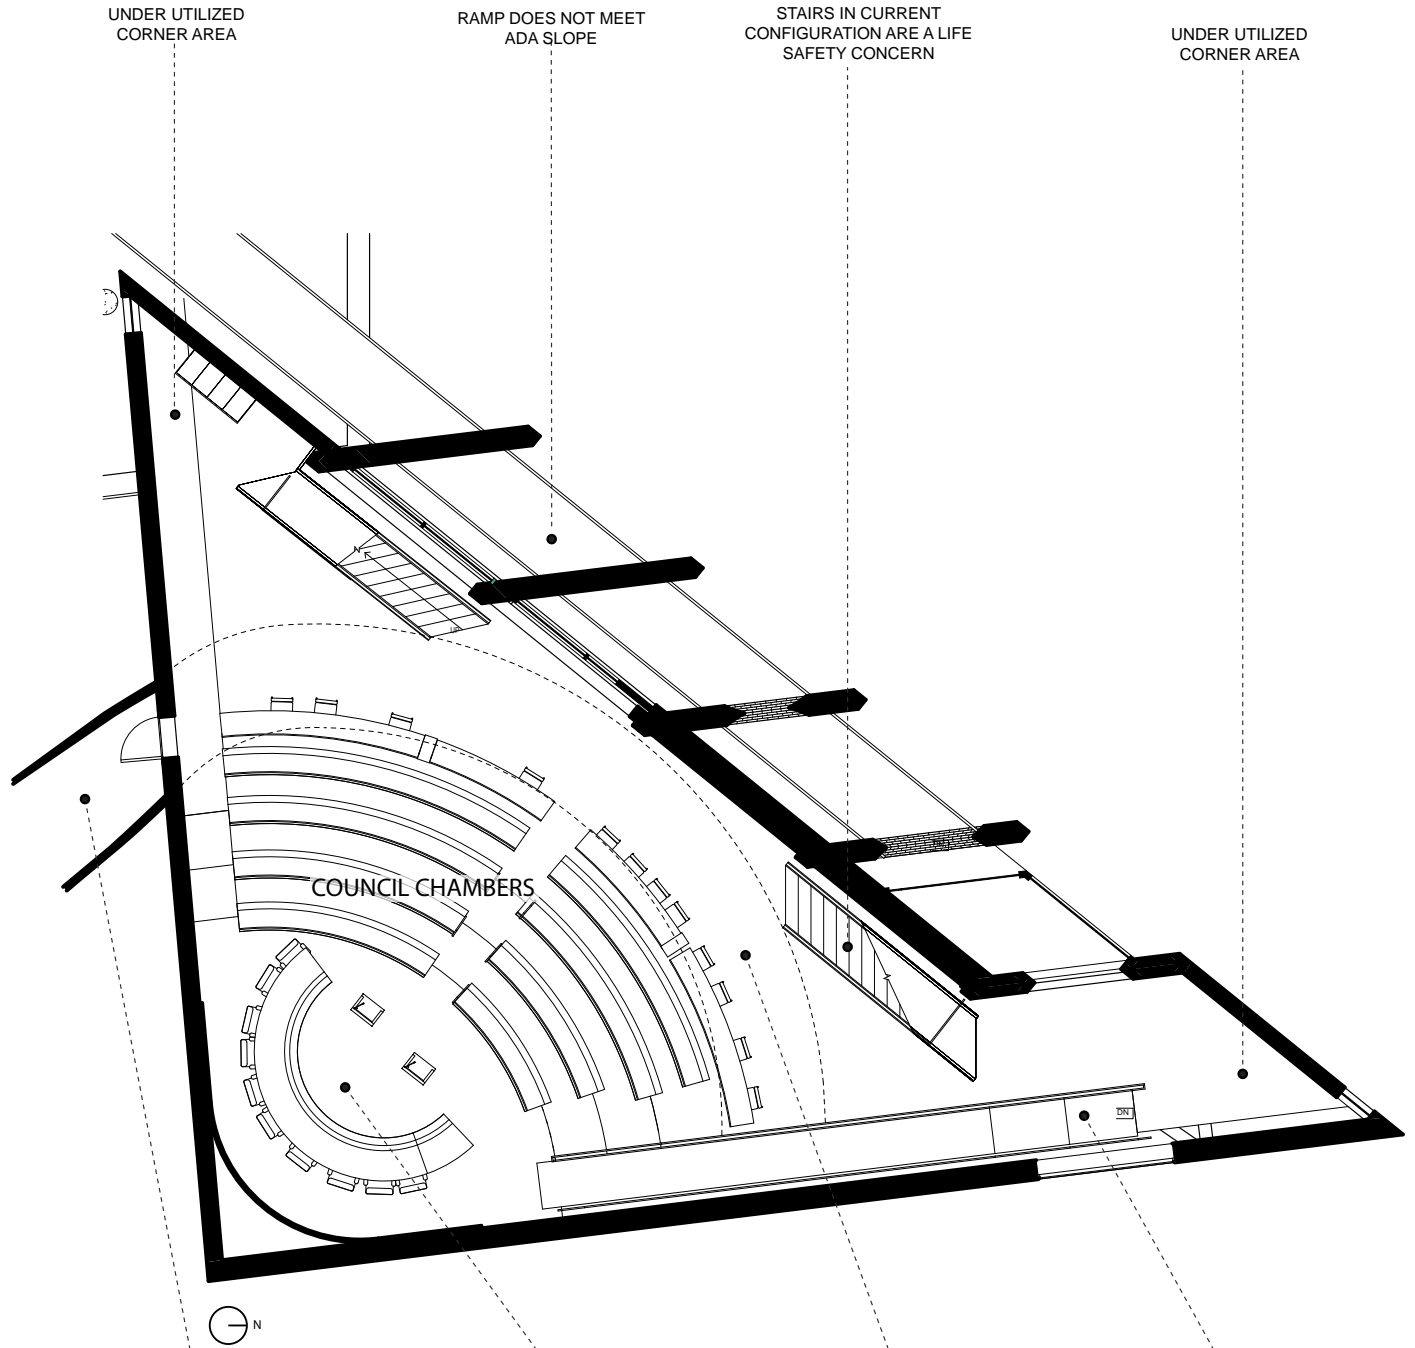 UNDER UTILIZED
CORNER AREA
RAMP DOES NOT MEET
ADA SLOPE
STAIRS IN CURRENT
CONFIGURATION ARE A LIFE
SAFETY CONCERN
UNDER UTILIZED
CORNER AREA
UP
COUNCIL CHAMBERS
DN
N